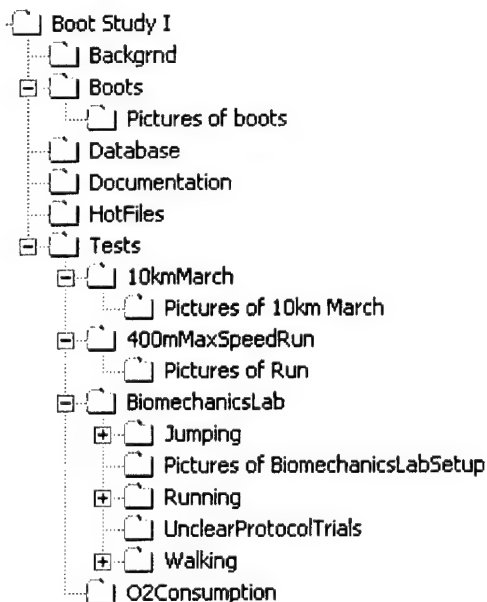 Boot Study I
Backgrnd
Boots
Pictures of boots
Database
Documentation
HotFiles
Tests
10kmMarch
Pictures of 10km March
400mMaxSpeedRun
Pictures of Run
BiomechanicsLab
Jumping
Pictures of BiomechanicsLabSetup
Running
UnclearProtocolTrials
Walking
O2Consumption